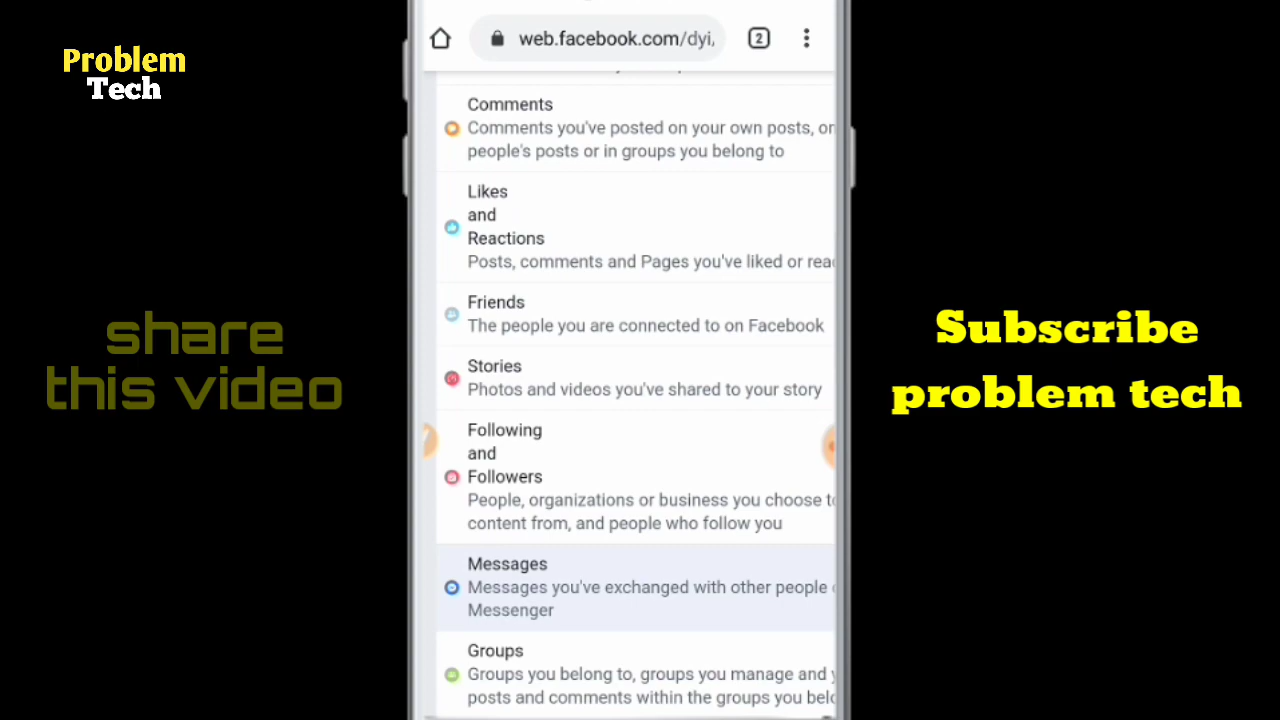 Problem
Tech
web.facebook.com/dyi,
2
Comments
Comments you've posted on your own posts, or
people's posts or in groups you belong to
Likes
and
Reactions
Posts, comments and Pages you've liked or rea
Friends
The people you are connected to on Facebook
Stories
Photos and videos you've shared to your story
Following
and
Followers
People, organizations or business you choose t
content from, and people who follow you
Messages
Messages you've exchanged with other people
Messenger
Groups
Groups you belong to, groups you manage and y
posts and comments within the groups you belo
share
this video
Subscribe
problem tech